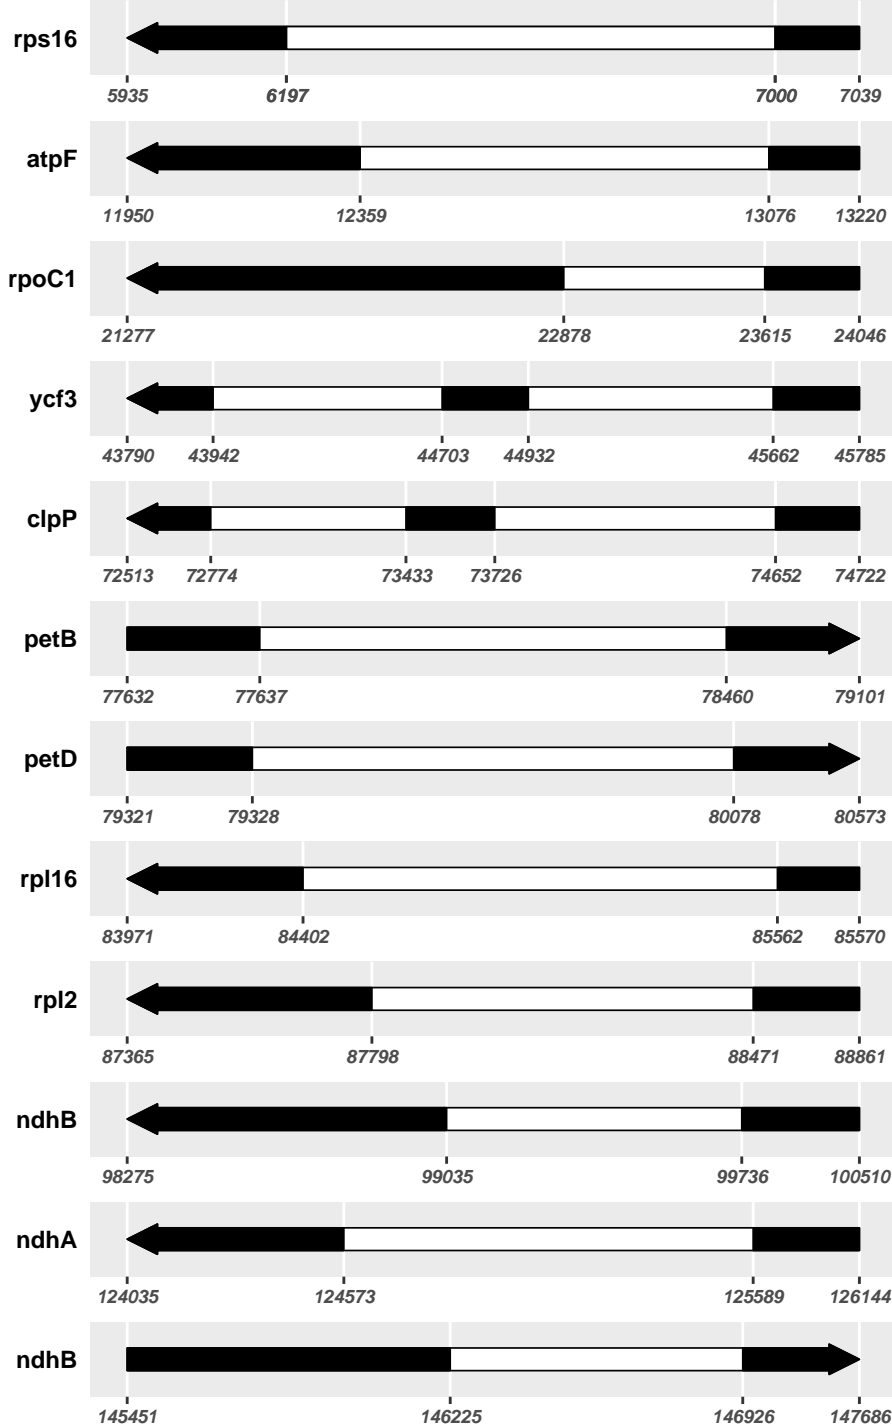 rps16
5935 6197 7000 7039
atpF
11950 12359 13076 13220
rpoC1
21277 22878 23615 24046
ycf3
43790 43942 44703 44932 45662 45785
clpP
72513 72774 73433 73726 74652 74722
petB
77632 77637 78460 79101
petD
79321 79328 80078 80573
rpl16
83971 84402 85562 85570
rpl2
87365 87798 88471 88861
ndhB
98275 99035 99736 100510
ndhA
124035 124573 125589 126144
ndhB
145451 146225 146926 147686